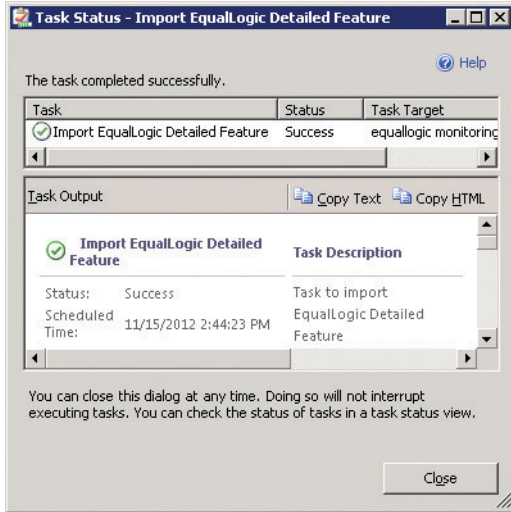 Task Status - Import EqualLogic Detailed Feature
Help
The task completed successfully.
Task Status Task Target
Import EqualLogic Detailed Feature Success equallogic monitoring
Task Output Copy Text Copy HTML
Import EqualLogic Detailed
Feature
Task Description
Status: Success
Scheduled
Time: 11/15/2012 2:44:23 PM
Task to import
EqualLogic Detailed
Feature
You can close this dialog at any time. Doing so will not interrupt
executing tasks. You can check the status of tasks in a task status view.
Close